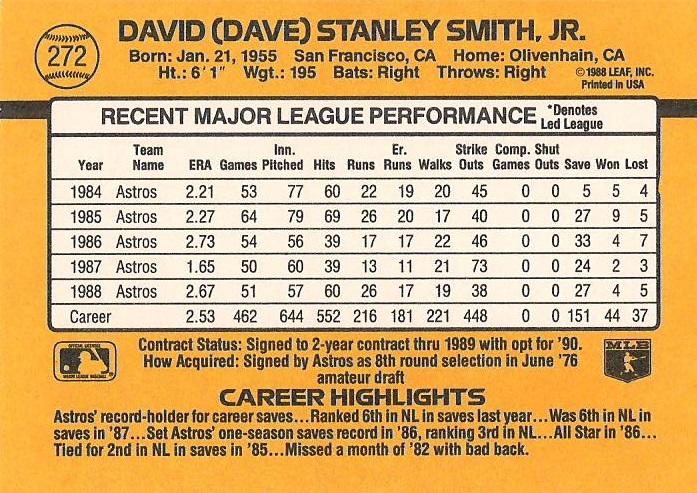 272
DAVID (DAVE) STANLEY SMITH, JR.
Born: Jan. 21, 1955 San Francisco, CA Home: Olivenhain, CA
Ht.: 6'1" Wgt.: 195 Bats: Right Throws: Right
©1988 LEAF, INC.
Printed in USA
RECENT MAJOR LEAGUE PERFORMANCE *Denotes Led League
Year Team Name ERA Games Inn. Pitched Hits Runs Er. Runs Walks Strike Outs Comp. Games Shut Outs Save Won Lost
1984 Astros 2.21 53 77 60 22 19 20 45 0 0 5 5 4
1985 Astros 2.27 64 79 69 26 20 17 40 0 0 27 9 5
1986 Astros 2.73 54 56 39 17 17 22 46 0 0 33 4 7
1987 Astros 1.65 50 60 39 13 11 21 73 0 0 24 2 3
1988 Astros 2.67 51 57 60 26 17 19 38 0 0 27 4 5
Career 2.53 462 644 552 216 181 221 448 0 0 151 44 37
Contract Status: Signed to 2-year contract thru 1989 with opt for '90.
How Acquired: Signed by Astros as 8th round selection in June '76
amateur draft
MLB
CAREER HIGHLIGHTS
Astros' record-holder for career saves...Ranked 6th in NL in saves last year...Was 6th in NL in
saves in '87...Set Astros' one-season saves record in '86, ranking 3rd in NL...All Star in '86...
Tied for 2nd in NL in saves in '85...Missed a month of '82 with bad back.